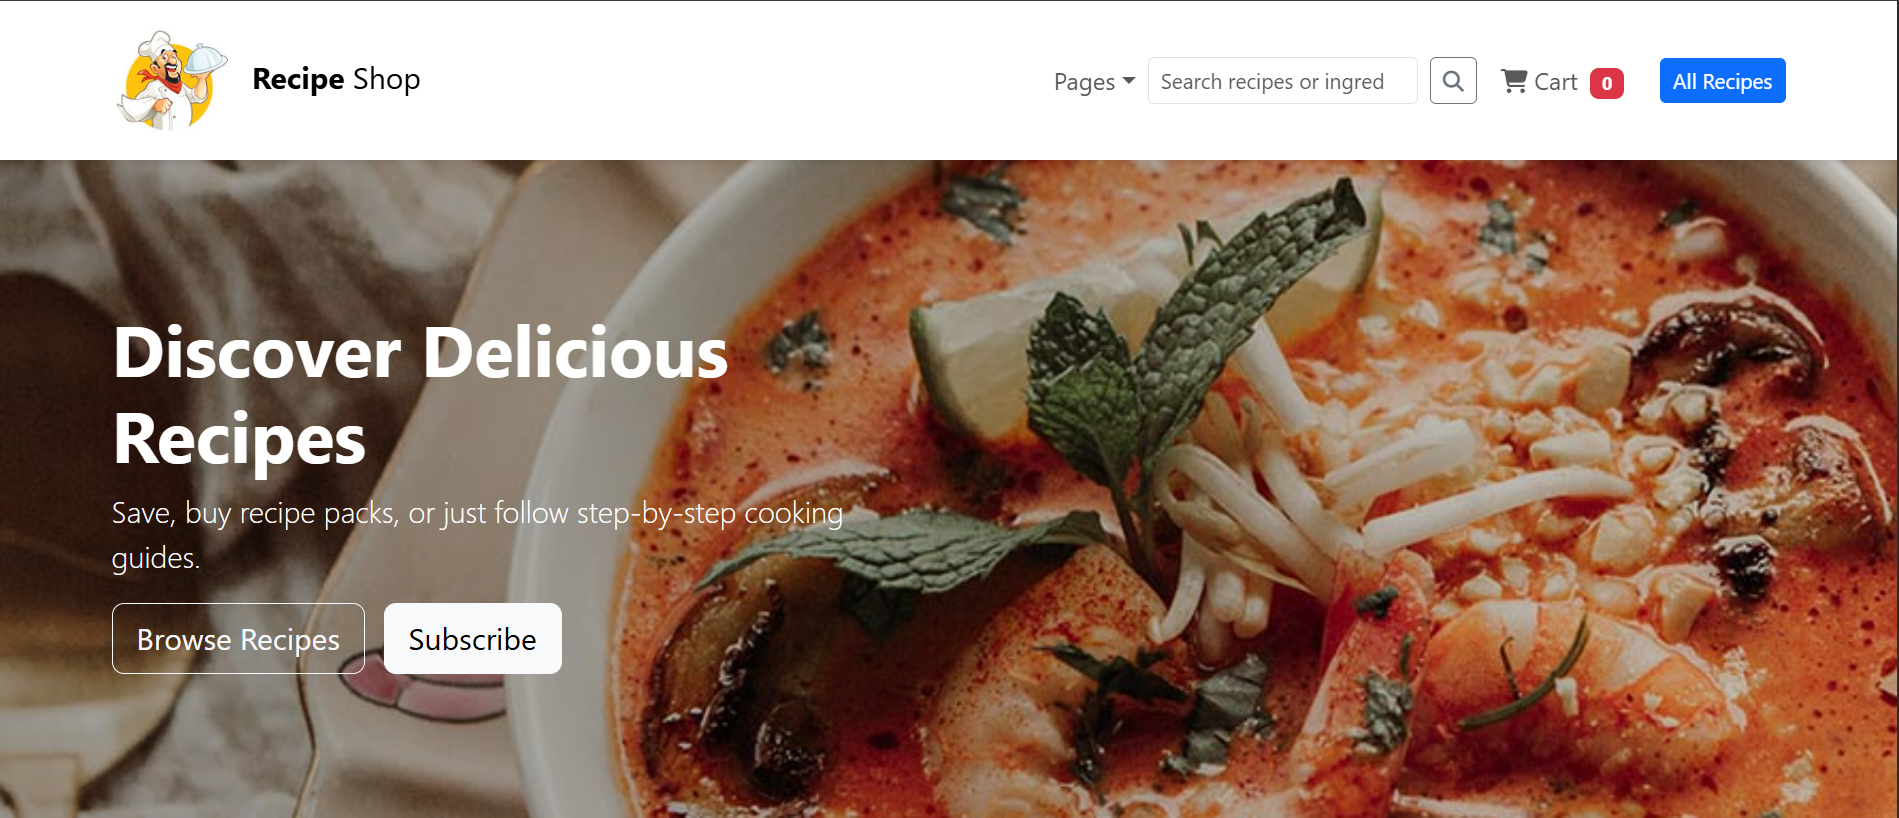 Recipe Shop
Pages
Search recipes or ingred
Cart 0
All Recipes
Discover Delicious
Recipes
Save, buy recipe packs, or just follow step-by-step cooking
guides.
Browse Recipes
Subscribe